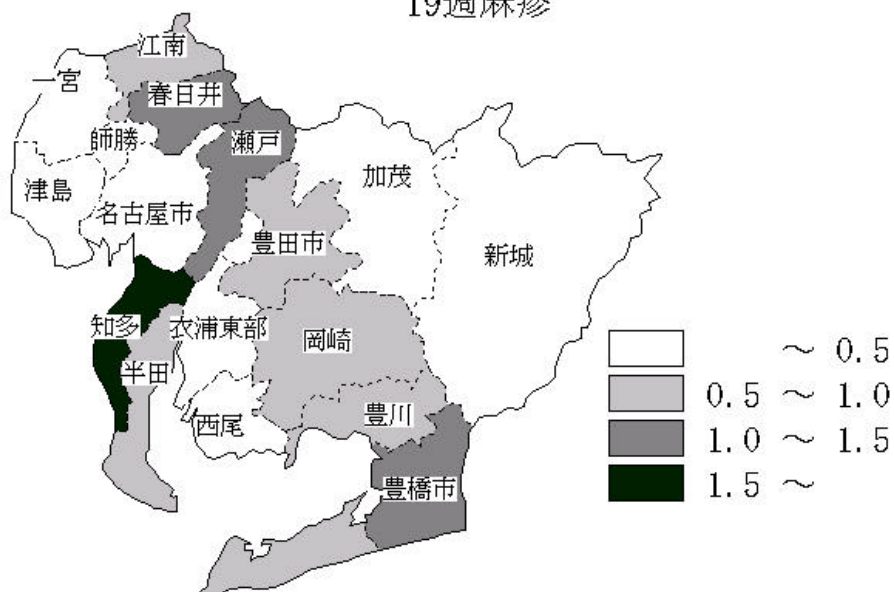 19週麻疹
江南
一宮
春日井
師勝
瀬戸
加茂
津島
名古屋市
豊田市
新城
知多
衣浦東部
岡崎
半田
西尾
豊川
豊橋市
～ 0.5
0.5 ～ 1.0
1.0 ～ 1.5
1.5 ～